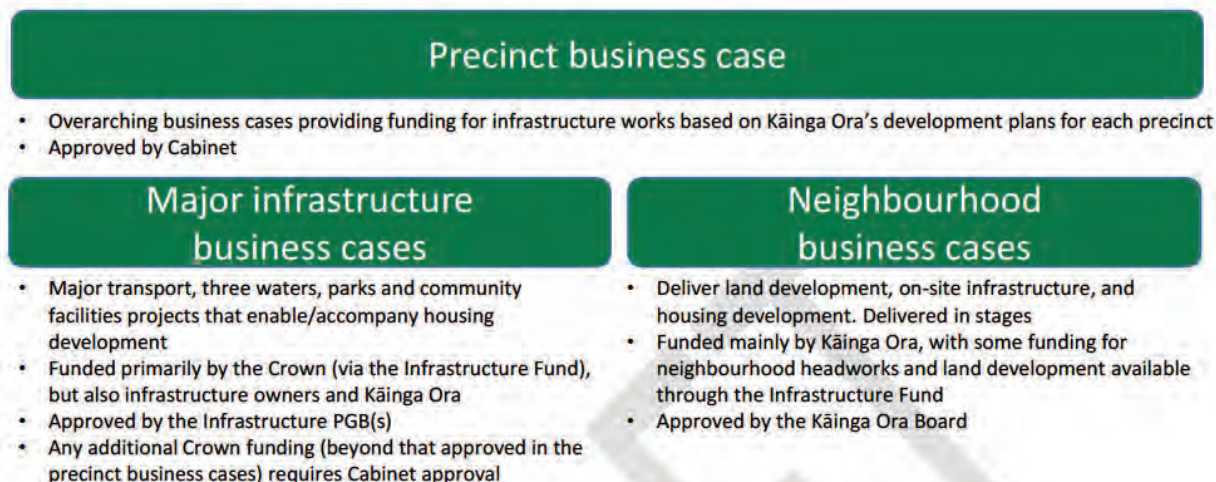 Precinct business case
• Overarching business cases providing funding for infrastructure works based on Kāinga Ora's development plans for each precinct
• Approved by Cabinet
Major infrastructure
business cases
• Major transport, three waters, parks and community
facilities projects that enable/accompany housing
development
• Funded primarily by the Crown (via the Infrastructure Fund),
but also infrastructure owners and Kāinga Ora
• Approved by the Infrastructure PGB(s)
• Any additional Crown funding (beyond that approved in the
precinct business cases) requires Cabinet approval
Neighbourhood
business cases
• Deliver land development, on-site infrastructure, and
housing development. Delivered in stages
• Funded mainly by Kāinga Ora, with some funding for
neighbourhood headworks and land development available
through the Infrastructure Fund
• Approved by the Kāinga Ora Board